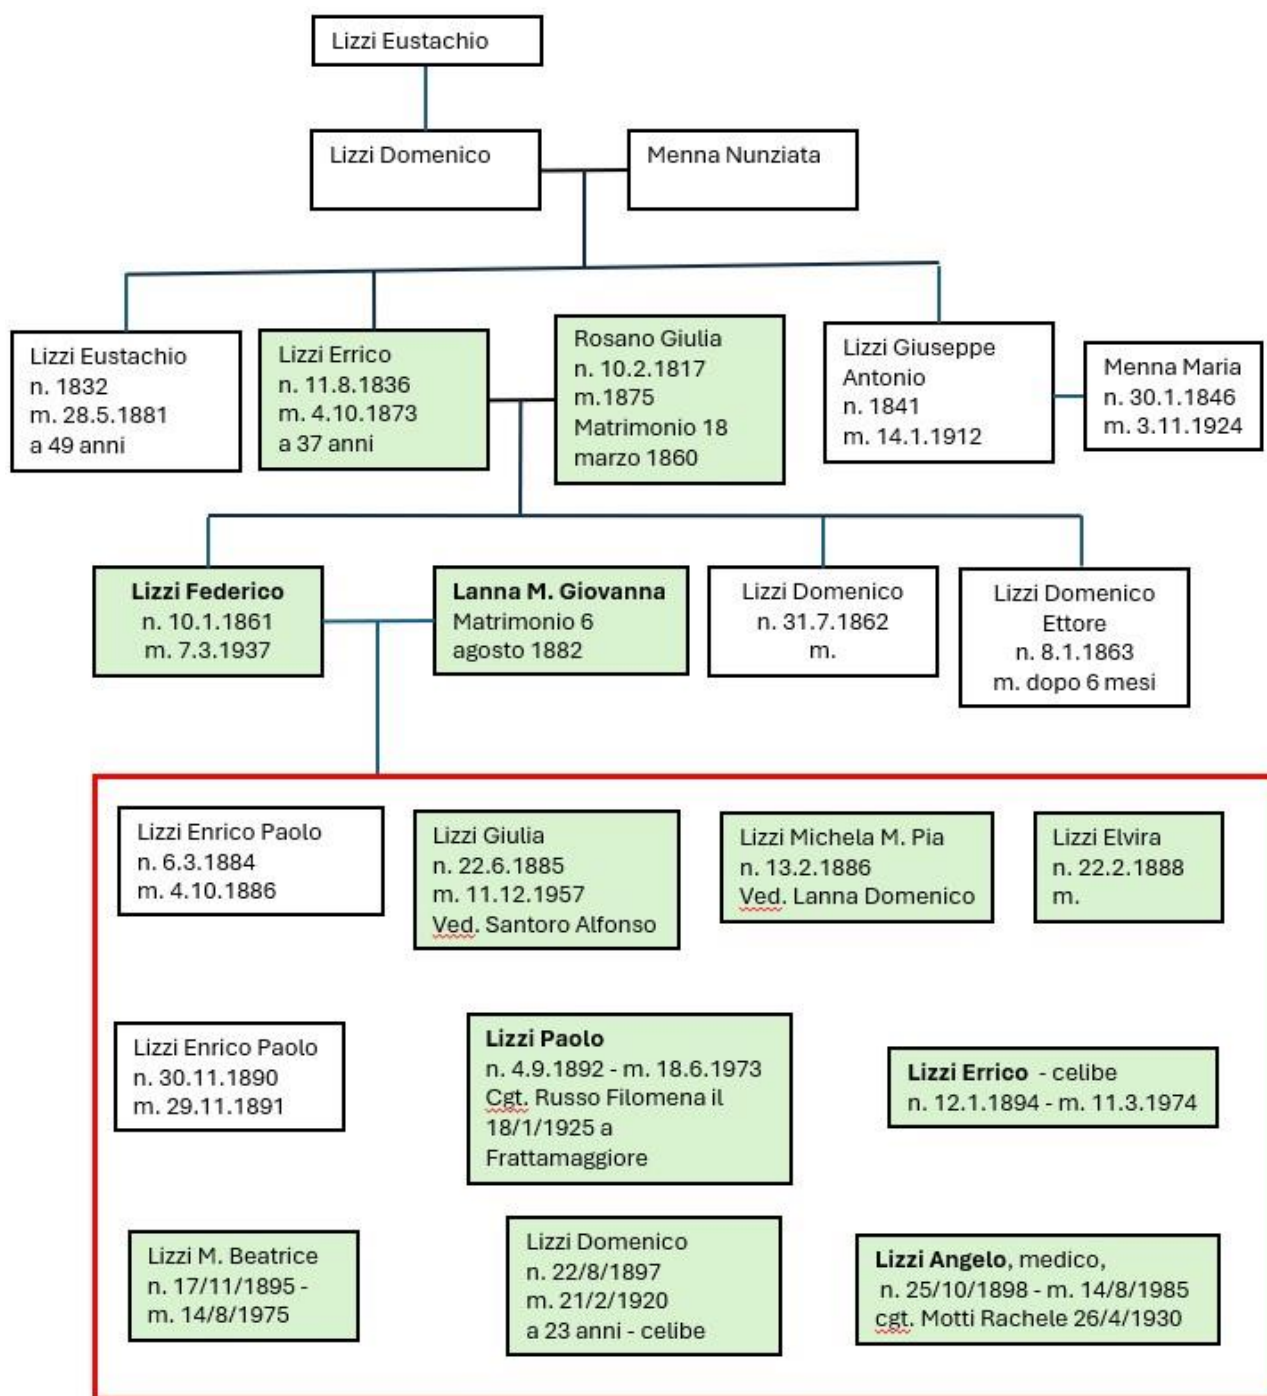 Lizzi Eustachio
Lizzi Domenico
Menna Nunziata
Lizzi Eustachio
n. 1832
m. 28.5.1881
a 49 anni
Lizzi Errico
n. 11.8.1836
m. 4.10.1873
a 37 anni
Rosano Giulia
n. 10.2.1817
m.1875
Matrimonio 18
marzo 1860
Lizzi Giuseppe
Antonio
n. 1841
m. 14.1.1912
Menna Maria
n. 30.1.1846
m. 3.11.1924
Lizzi Federico
n. 10.1.1861
m. 7.3.1937
Lanna M. Giovanna
Matrimonio 6
agosto 1882
Lizzi Domenico
n. 31.7.1862
m.
Lizzi Domenico
Ettore
n. 8.1.1863
m. dopo 6 mesi
Lizzi Enrico Paolo
n. 6.3.1884
m. 4.10.1886
Lizzi Giulia
n. 22.6.1885
m. 11.12.1957
Ved. Santoro Alfonso
Lizzi Michela M. Pia
n. 13.2.1886
Ved. Lanna Domenico
Lizzi Elvira
n. 22.2.1888
m.
Lizzi Enrico Paolo
n. 30.11.1890
m. 29.11.1891
Lizzi Paolo
n. 4.9.1892 - m. 18.6.1973
Cgt. Russo Filomena il
18/1/1925 a
Frattamaggiore
Lizzi Errico - celibe
n. 12.1.1894 - m. 11.3.1974
Lizzi M. Beatrice
n. 17/11/1895 -
m. 14/8/1975
Lizzi Domenico
n. 22/8/1897
m. 21/2/1920
a 23 anni - celibe
Lizzi Angelo, medico,
n. 25/10/1898 - m. 14/8/1985
cgt. Motti Rachele 26/4/1930